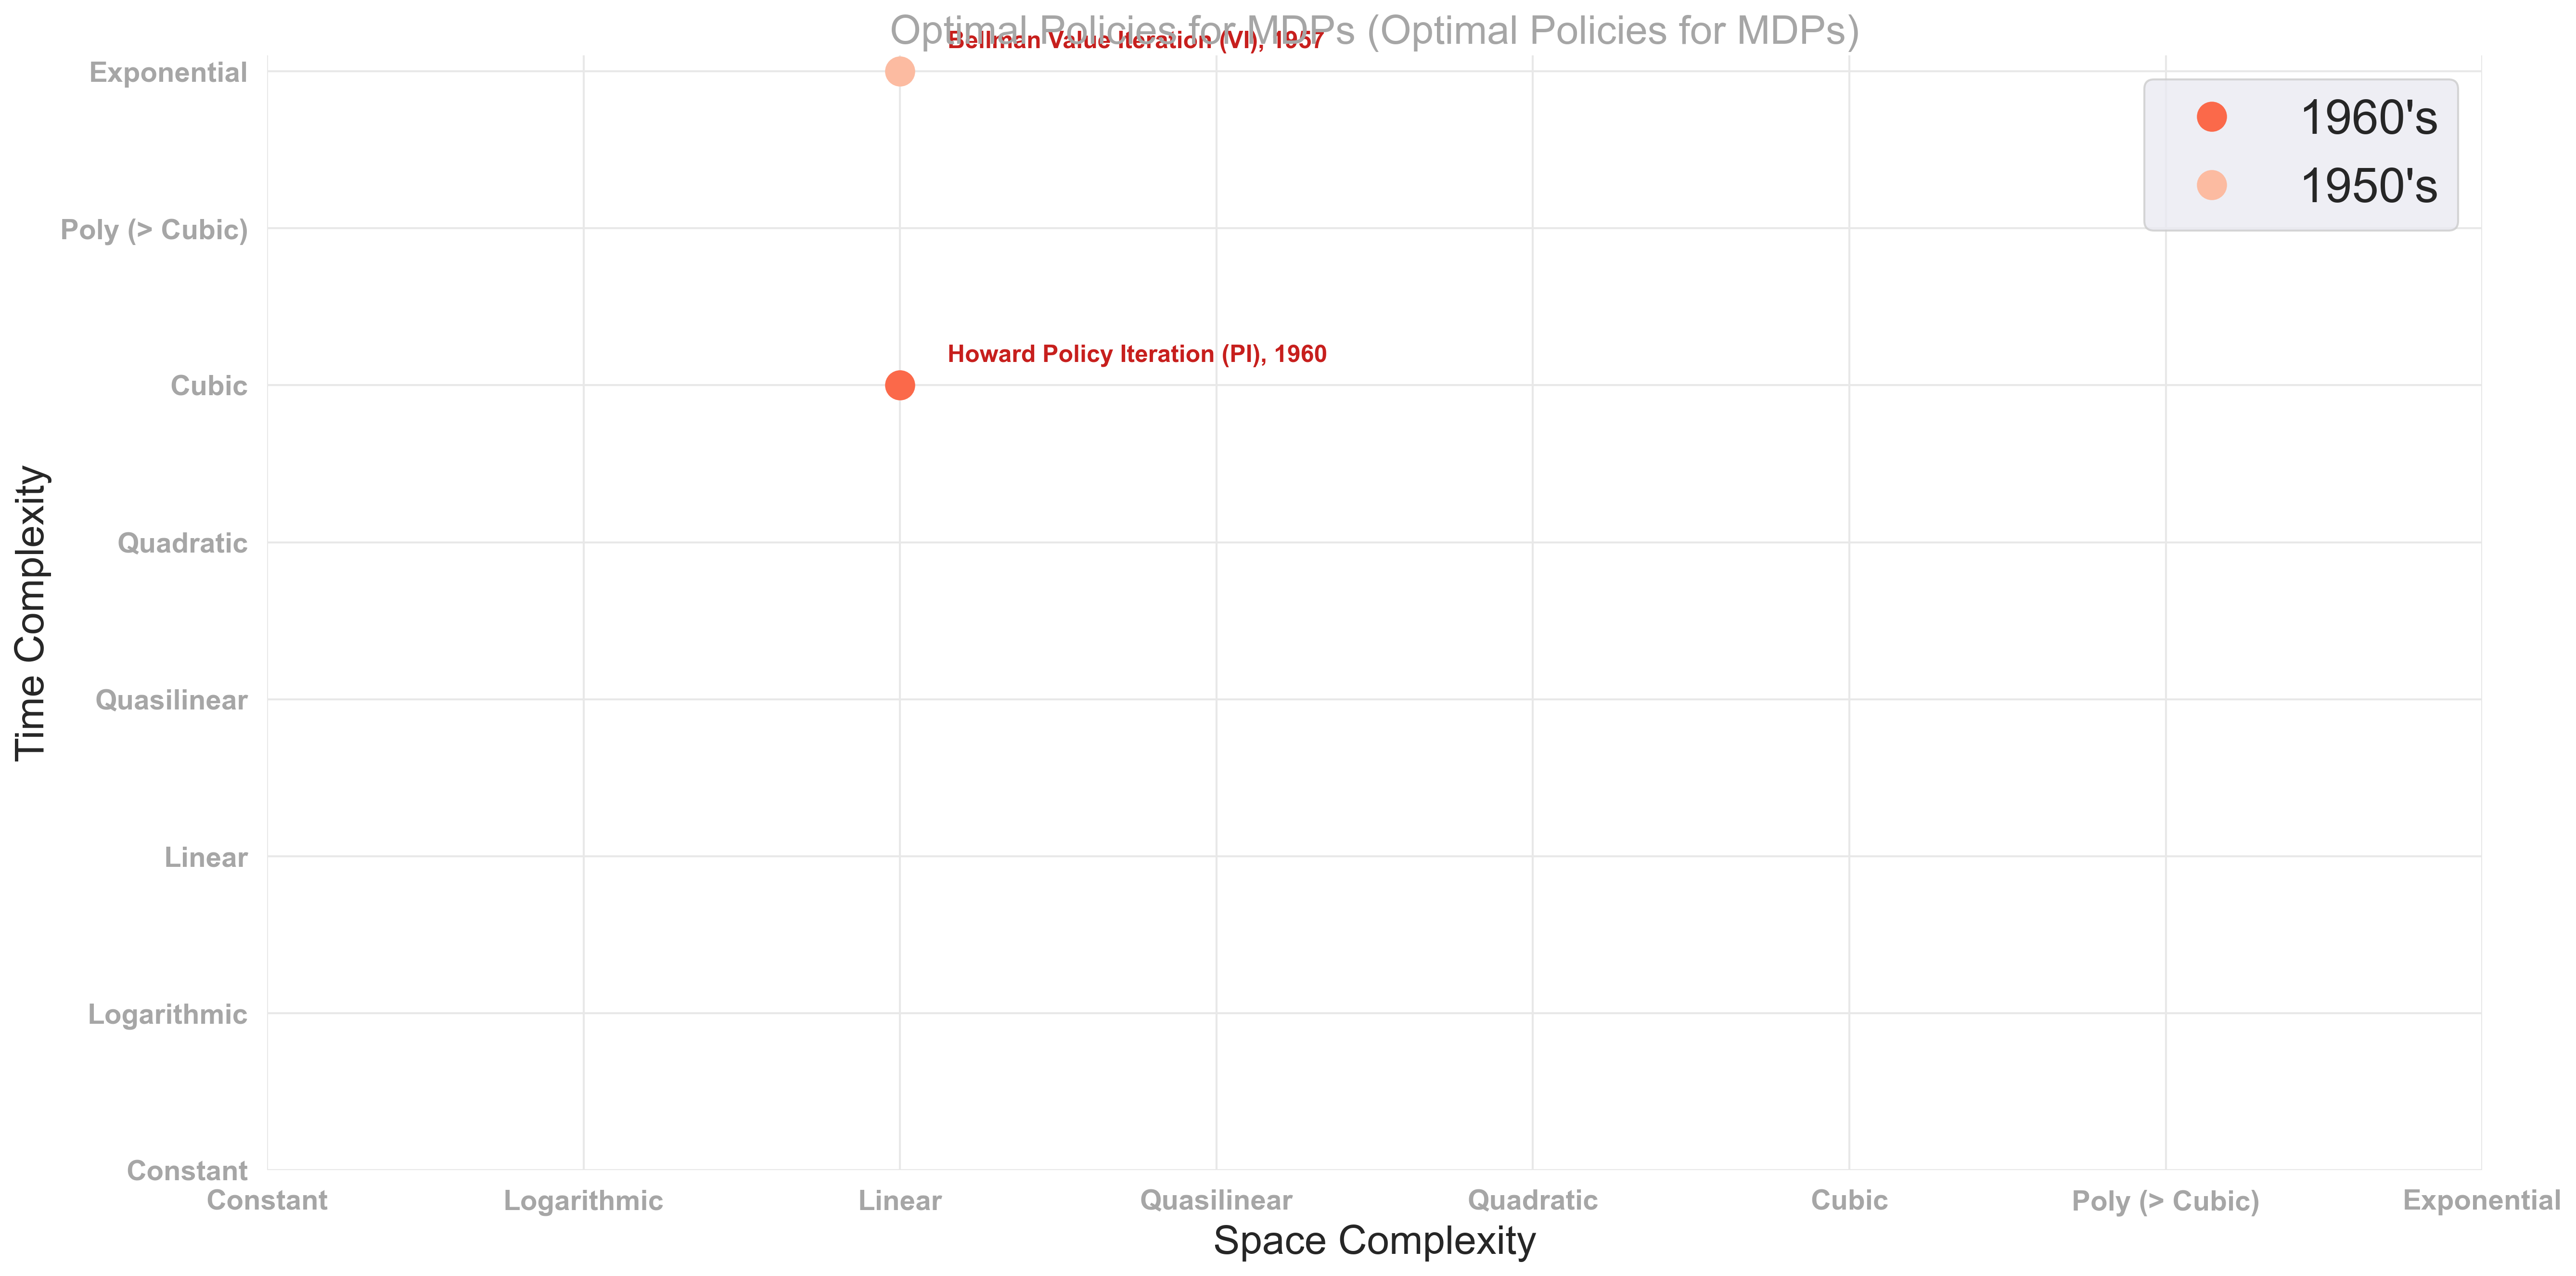 Optimal Policies for MDPs (Optimal Policies for MDPs)
Bellman Value Iteration (VI), 1957
Exponential
1960's
1950's
Poly (> Cubic)
Howard Policy Iteration (PI), 1960
Cubic
Quadratic
Time Complexity
Quasilinear
Linear
Logarithmic
Constant
Constant
Logarithmic
Linear
Quasilinear
Quadratic
Cubic
Poly (> Cubic)
Exponential
Space Complexity